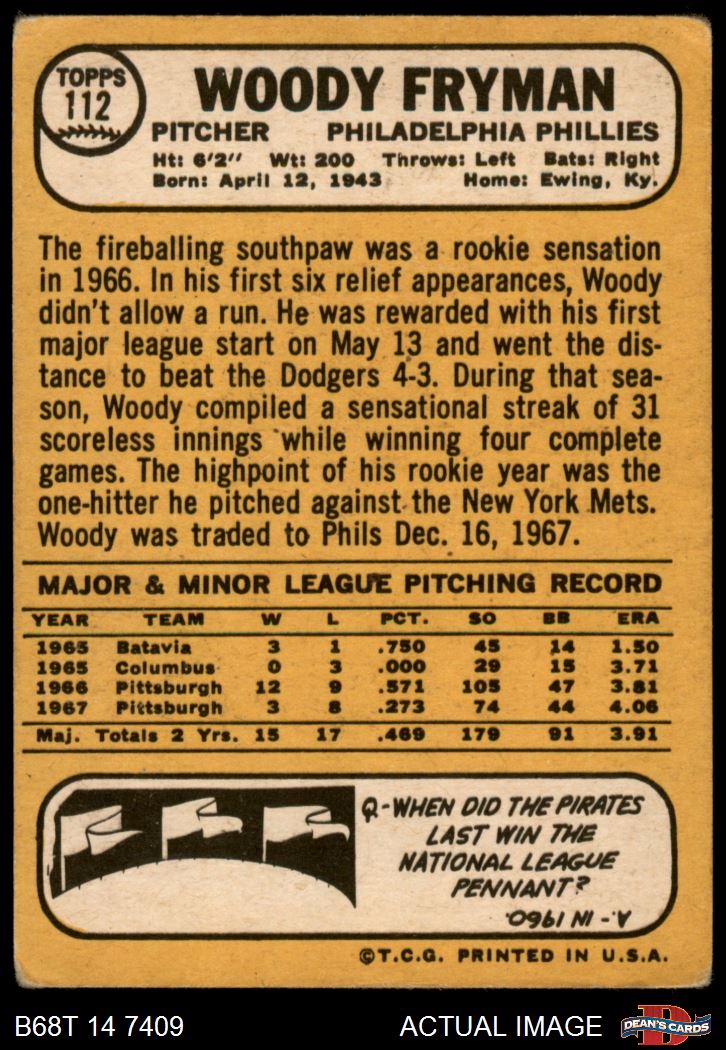 TOPPS
112
WOODY FRYMAN
PITCHER PHILADELPHIA PHILLIES
Ht: 6'2" Wt: 200 Throws: Left Bats: Right
Born: April 12, 1943 Home: Ewing, Ky.
The fireballing southpaw was a rookie sensation
in 1966. In his first six relief appearances, Woody
didn't allow a run. He was rewarded with his first
major league start on May 13 and went the dis-
tance to beat the Dodgers 4-3. During that sea-
son, Woody compiled a sensational streak of 31
scoreless innings while winning four complete
games. The highpoint of his rookie year was the
one-hitter he pitched against the New York Mets.
Woody was traded to Phils Dec. 16, 1967.
MAJOR & MINOR LEAGUE PITCHING RECORD
YEAR TEAM W L PCT. SO BB ERA
1965 Batavia 3 1 .750 45 14 1.50
1965 Columbus 0 3 .000 29 15 3.71
1966 Pittsburgh 12 9 .571 105 47 3.81
1967 Pittsburgh 3 8 .273 74 44 4.06
Maj. Totals 2 Yrs. 15 17 .469 179 91 3.91
Q-WHEN DID THE PIRATES
LAST WIN THE
NATIONAL LEAGUE
PENNANT?
A-IN 1960.
©T.C.G. PRINTED IN U.S.A.
B68T 14 7409 ACTUAL IMAGE
D
DEAN'S CARDS